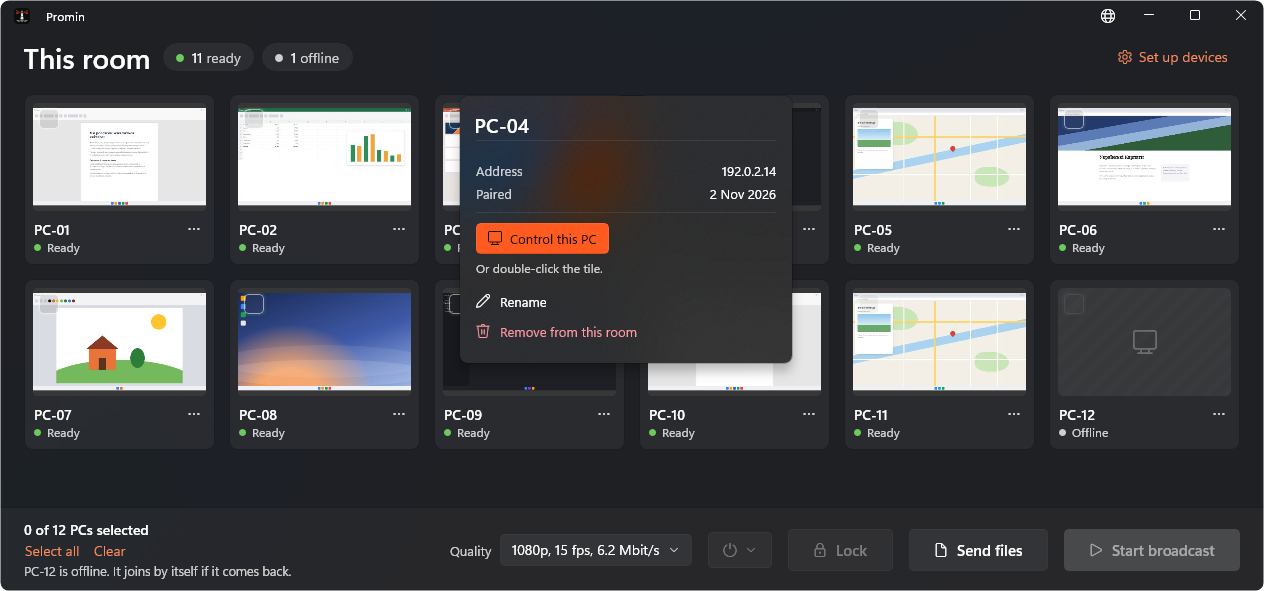 Promin
This room
11 ready
1 offline
Set up devices
PC-01
Ready
PC-02
Ready
PC-04
Address
192.0.2.14
Paired
2 Nov 2026
Control this PC
Or double-click the tile.
Rename
Remove from this room
PC-05
Ready
PC-06
Ready
PC-07
Ready
PC-08
Ready
PC-09
Ready
PC-10
Ready
PC-11
Ready
PC-12
Offline
0 of 12 PCs selected
Select all
Clear
PC-12 is offline. It joins by itself if it comes back.
Quality
1080p, 15 fps, 6.2 Mbit/s
Lock
Send files
Start broadcast